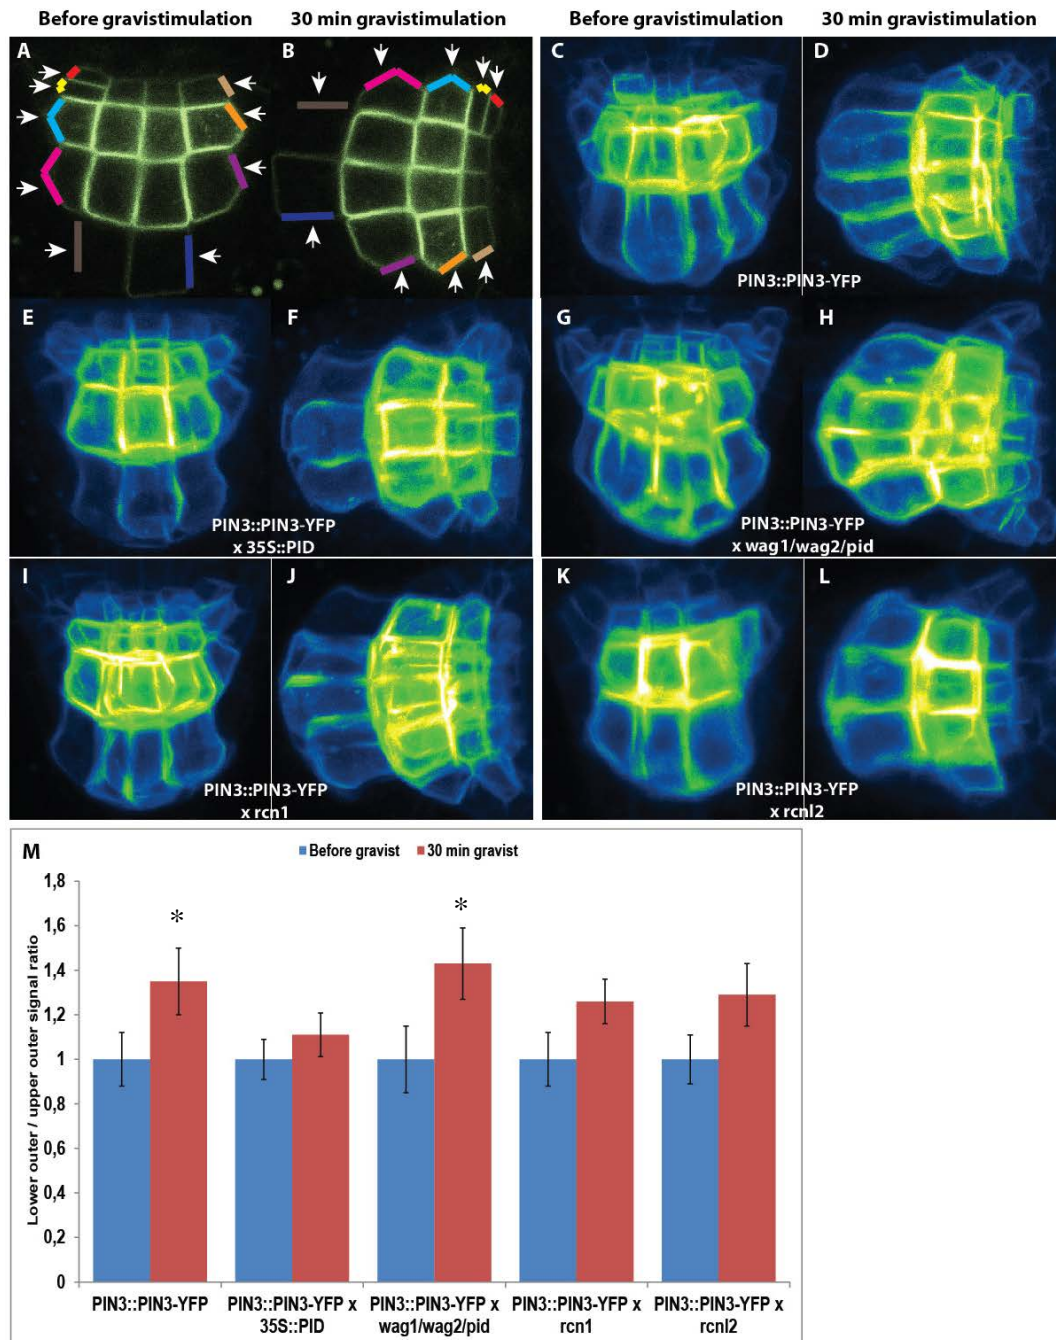 Before gravistimulation 30 min gravistimulation Before gravistimulation 30 min gravistimulation
A B C D
PIN3::PIN3-YFP
E F G H
PIN3::PIN3-YFP
x 35S::PID
PIN3::PIN3-YFP
x wag1/wag2/pid
I J K L
PIN3::PIN3-YFP
x rcn1
PIN3::PIN3-YFP
x rcnl2
M
Before gravist 30 min gravist
Lower outer / upper outer signal ratio
1,8
1,6
1,4
1,2
1
0,8
0,6
0,4
0,2
0
* *
PIN3::PIN3-YFP PIN3::PIN3-YFP x PIN3::PIN3-YFP x PIN3::PIN3-YFP x PIN3::PIN3-YFP x
35S::PID wag1/wag2/pid rcn1 rcnl2